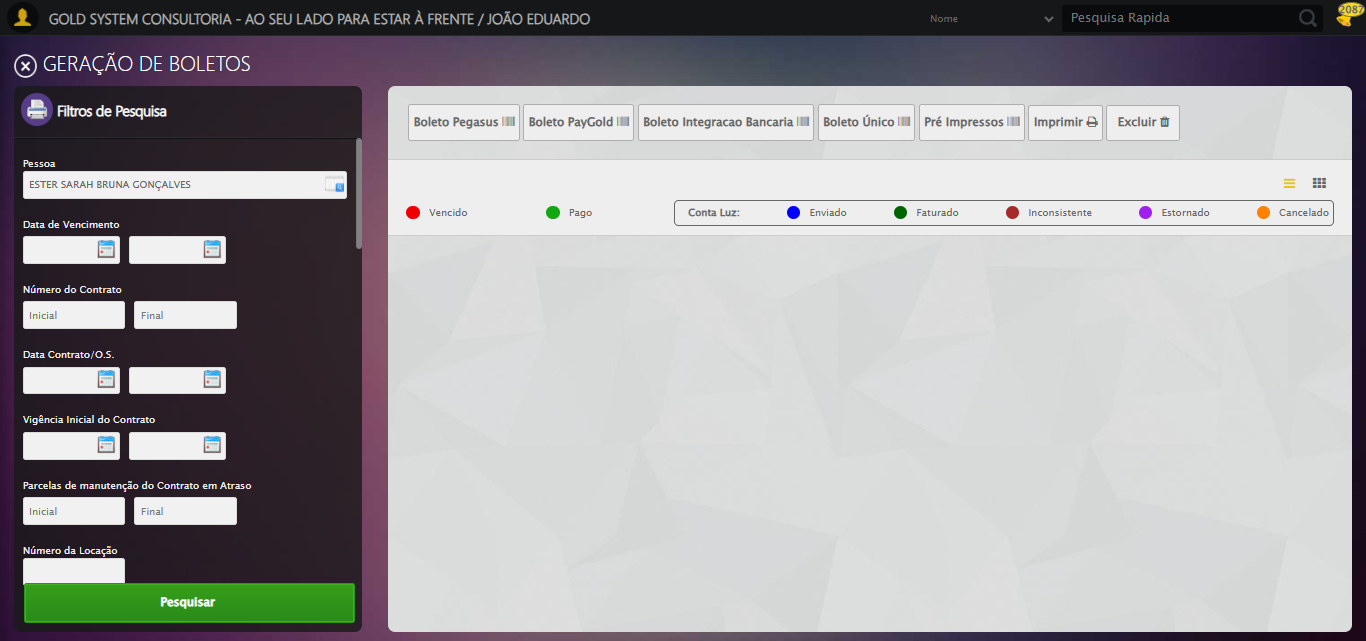 GOLD SYSTEM CONSULTORIA - AO SEU LADO PARA ESTAR À FRENTE / JOÃO EDUARDO
Nome
Pesquisa Rapida
2087
GERAÇÃO DE BOLETOS
Filtros de Pesquisa
Pessoa
ESTER SARAH BRUNA GONÇALVES
Data de Vencimento
Número do Contrato
Inicial Final
Data Contrato/O.S.
Vigência Inicial do Contrato
Parcelas de manutenção do Contrato em Atraso
Inicial Final
Número da Locação
Pesquisar
Boleto Pegasus Boleto PayGold Boleto Integracao Bancaria Boleto Único Pré Impressos Imprimir Excluir
Vencido Pago Conta Luz: Enviado Faturado Inconsistente Estornado Cancelado